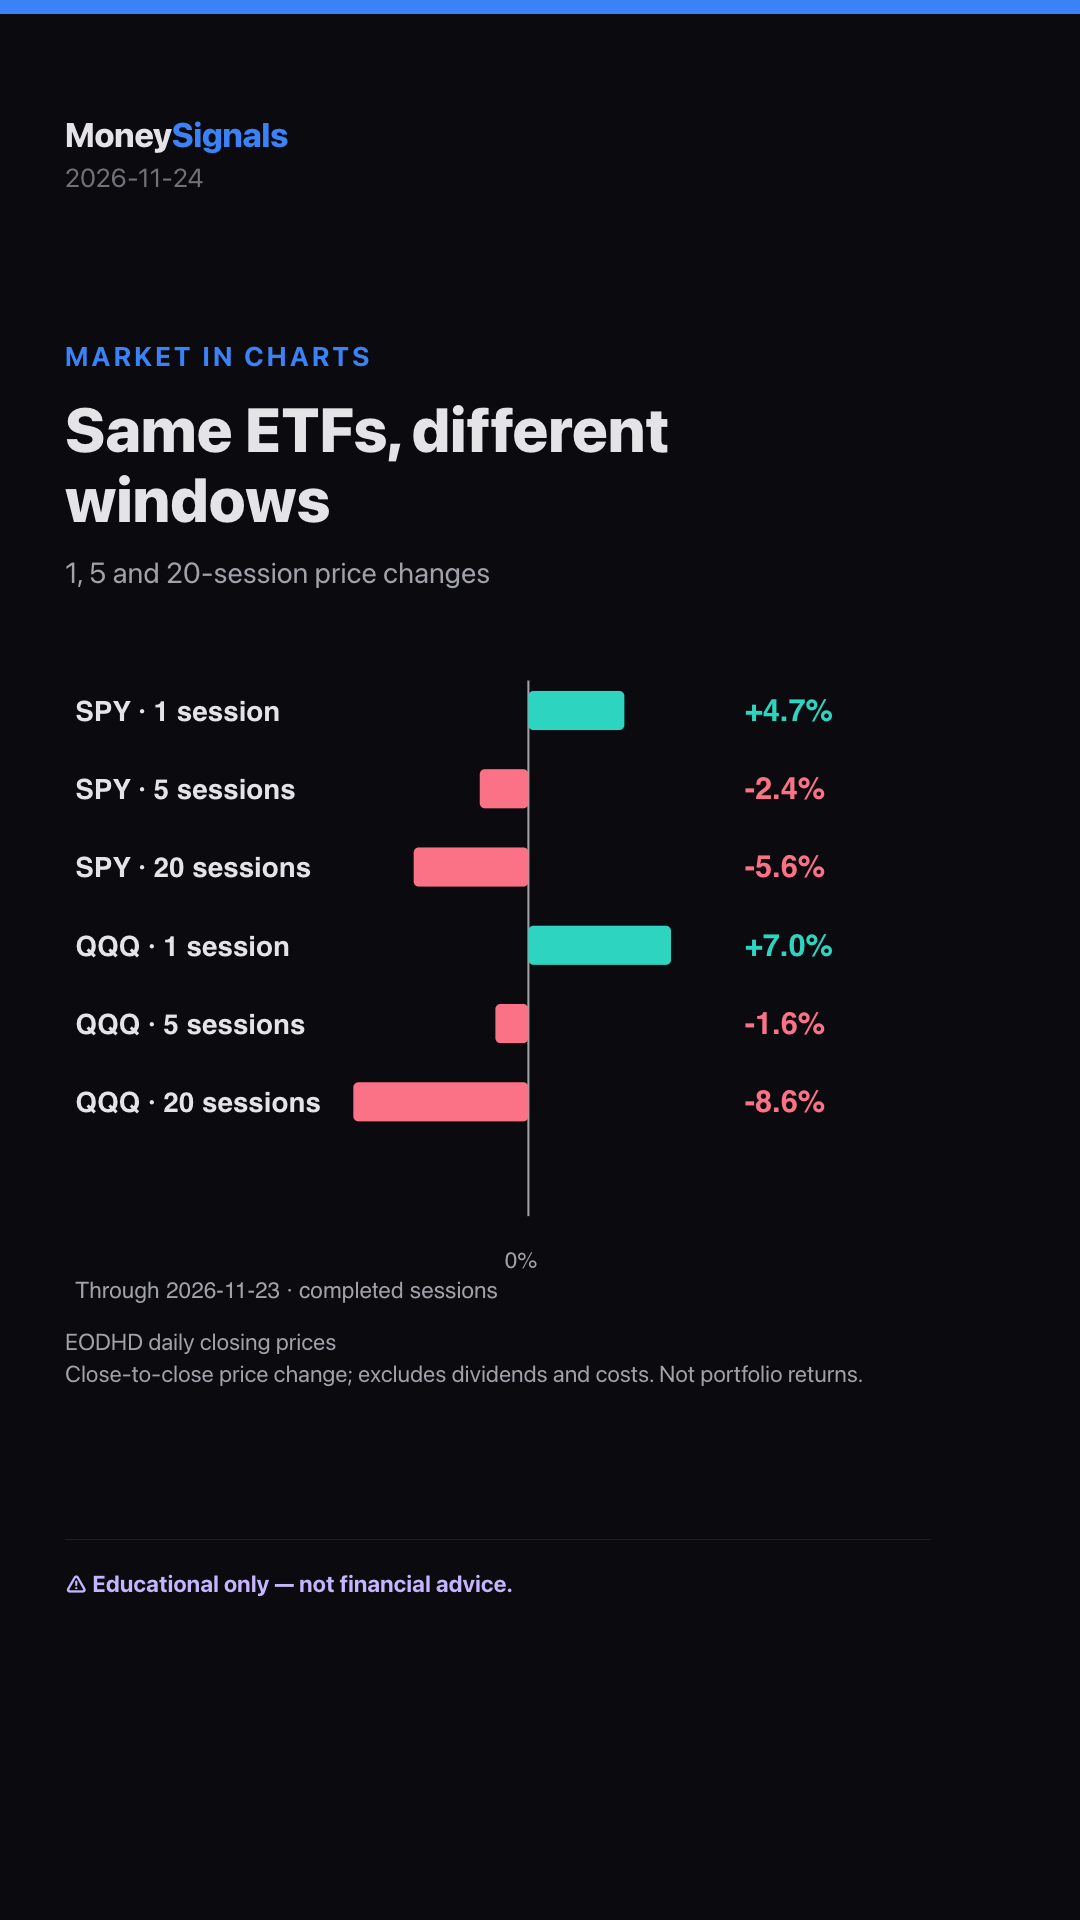 MoneySignals
2026-11-24
MARKET IN CHARTS
Same ETFs, different
windows
1, 5 and 20-session price changes
SPY · 1 session +4.7%
SPY · 5 sessions -2.4%
SPY · 20 sessions -5.6%
QQQ · 1 session +7.0%
QQQ · 5 sessions -1.6%
QQQ · 20 sessions -8.6%
0%
Through 2026-11-23 · completed sessions
EODHD daily closing prices
Close-to-close price change; excludes dividends and costs. Not portfolio returns.
⚠ Educational only — not financial advice.